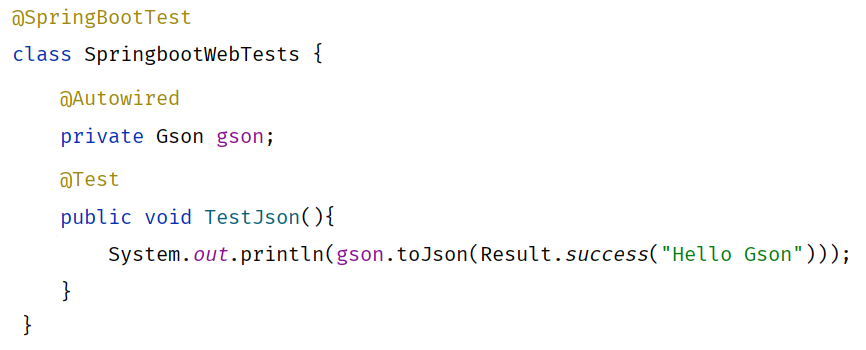 @SpringBootTest
class SpringbootWebTests {
@Autowired
private Gson gson;
@Test
public void TestJson(){
System.out.println(gson.toJson(Result.success("Hello Gson")));
}
}